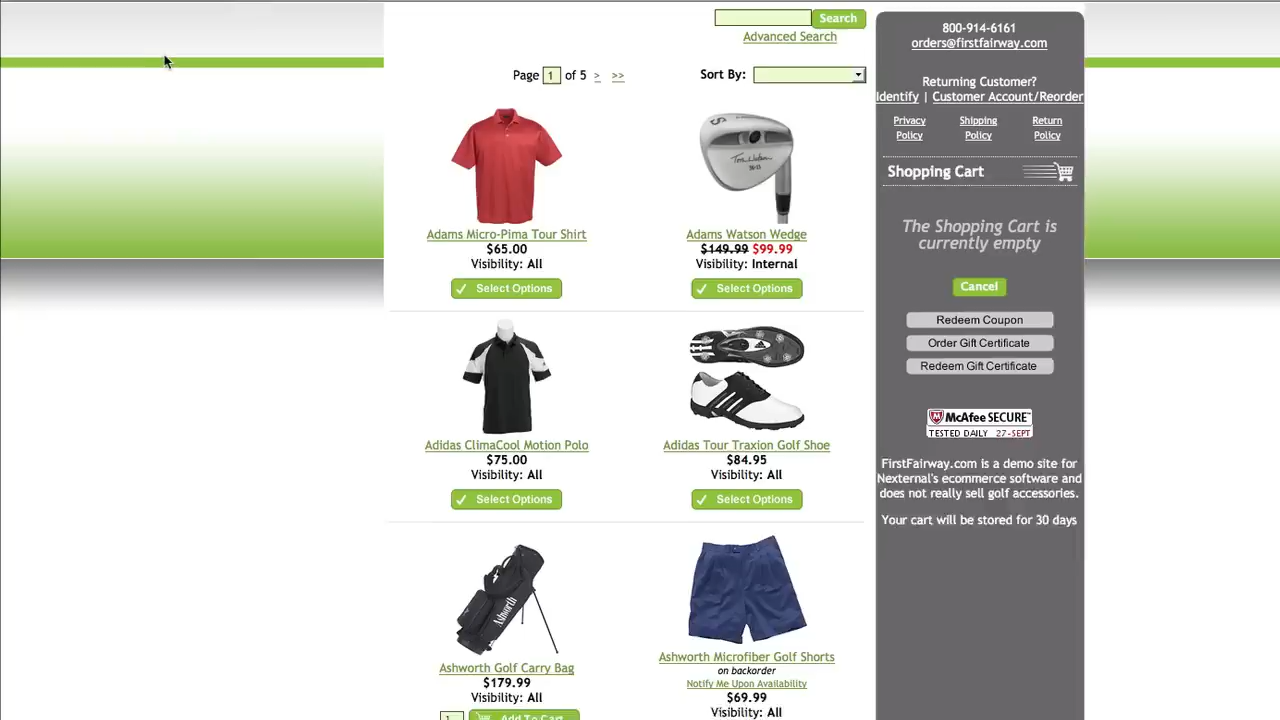 Search
Advanced Search
Page 1 of 5 > >>
Sort By:
Adams Micro-Pima Tour Shirt
$65.00
Visibility: All
Select Options
Adams Watson Wedge
$149.99 $99.99
Visibility: Internal
Select Options
Adidas ClimaCool Motion Polo
$75.00
Visibility: All
Select Options
Adidas Tour Traxion Golf Shoe
$84.95
Visibility: All
Select Options
Ashworth
Ashworth Golf Carry Bag
$179.99
Visibility: All
1
Add To Cart
Ashworth Microfiber Golf Shorts
on backorder
Notify Me Upon Availability
$69.99
Visibility: All
800-914-6161
orders@firstfairway.com
Returning Customer?
Identify | Customer Account/Reorder
Privacy Policy
Shipping Policy
Return Policy
Shopping Cart
The Shopping Cart is
currently empty
Cancel
Redeem Coupon
Order Gift Certificate
Redeem Gift Certificate
McAfee SECURE™
TESTED DAILY 27-SEPT
FirstFairway.com is a demo site for
Nexternal's ecommerce software and
does not really sell golf accessories.
Your cart will be stored for 30 days